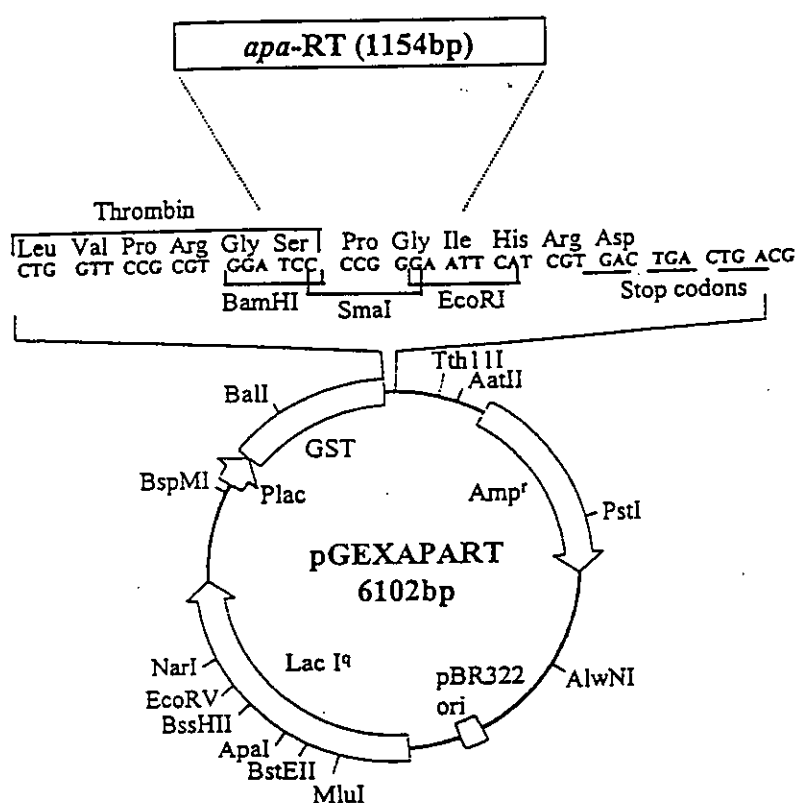 apa-RT (1154bp)
Thrombin
Leu Val Pro Arg Gly Ser Pro Gly Ile His Arg Asp
CTG GTT CCG CGT GGA TCC CCG GGA ATT CAT CGT GAC TGA CTG ACG
BamHI SmaI EcoRI Stop codons
Tth11I
BalI AatII
GST
BspMI Plac Ampʳ PstI
pGEXAPART
6102bp
NarI Lac Iq pBR322 AlwNI
EcoRV ori
BssHII
ApaI
BstEII
MluI